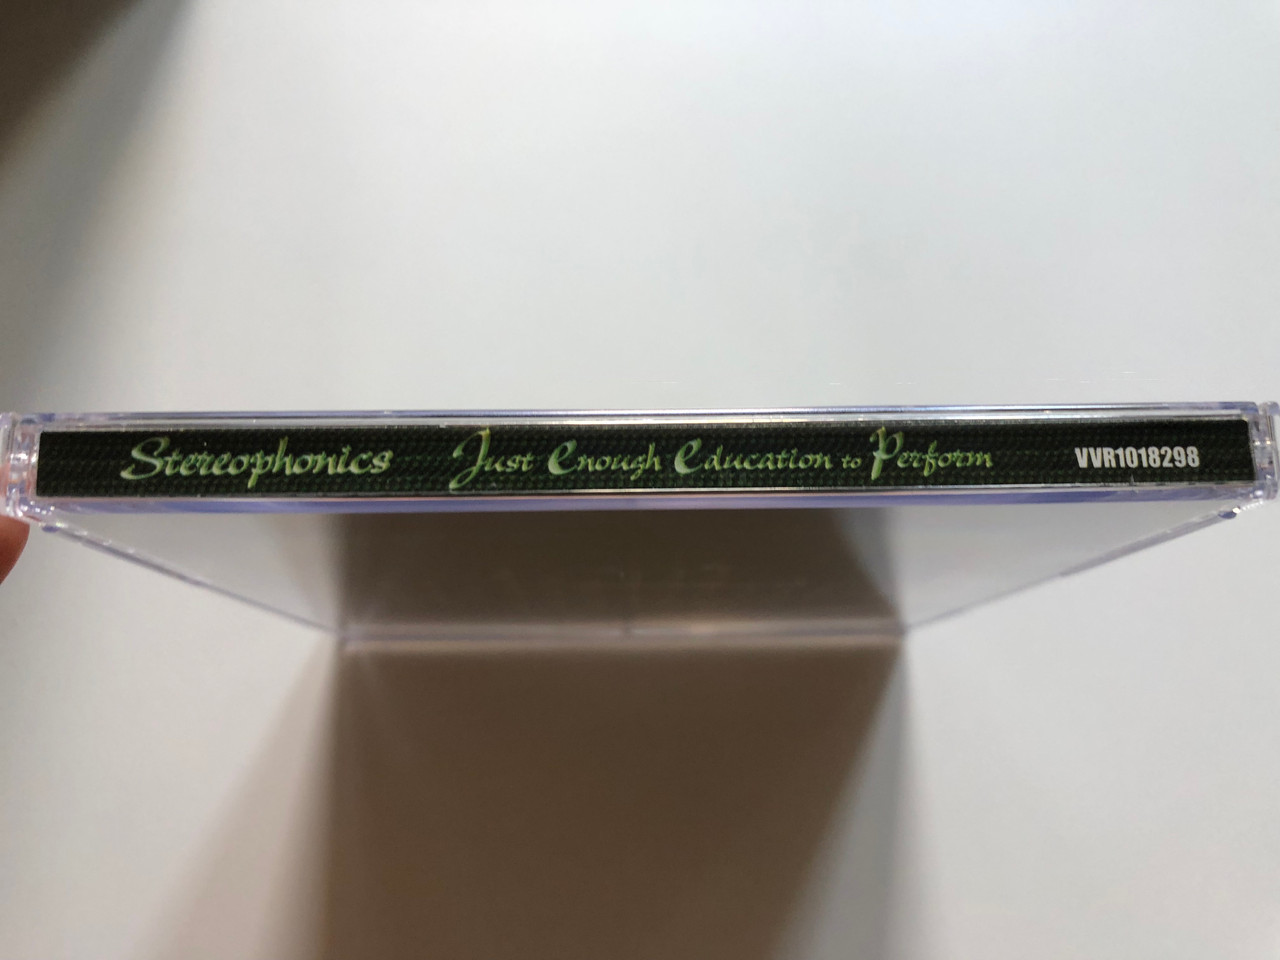 Stereophonics Just Enough Education to Perform VVR1018298